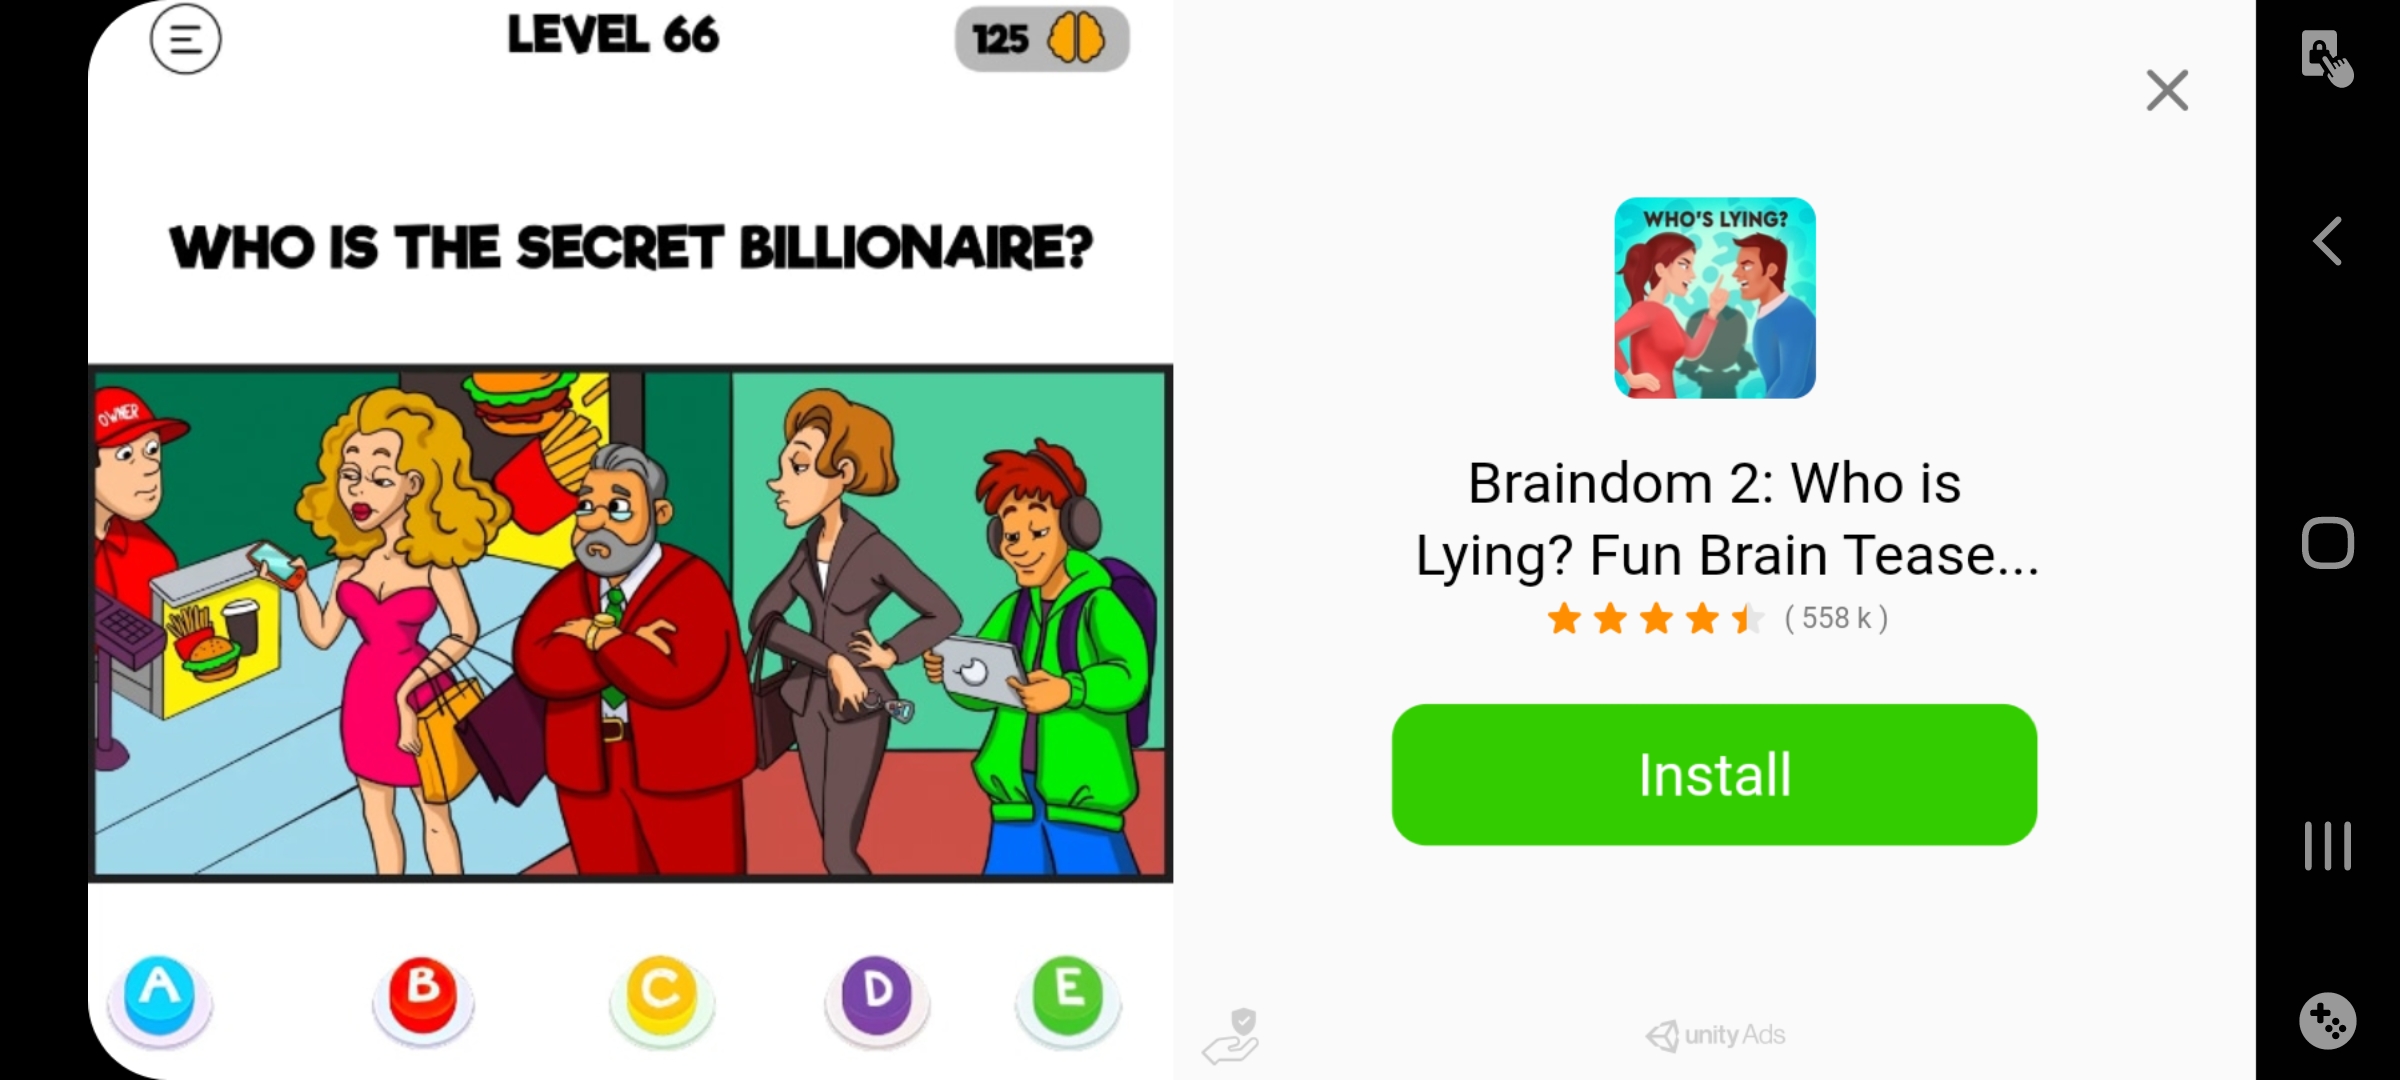 LEVEL 66
125
WHO IS THE SECRET BILLIONAIRE?
OWNER
A
B
C
D
E
WHO'S LYING?
Braindom 2: Who is
Lying? Fun Brain Tease...
( 558 k )
Install
unity Ads